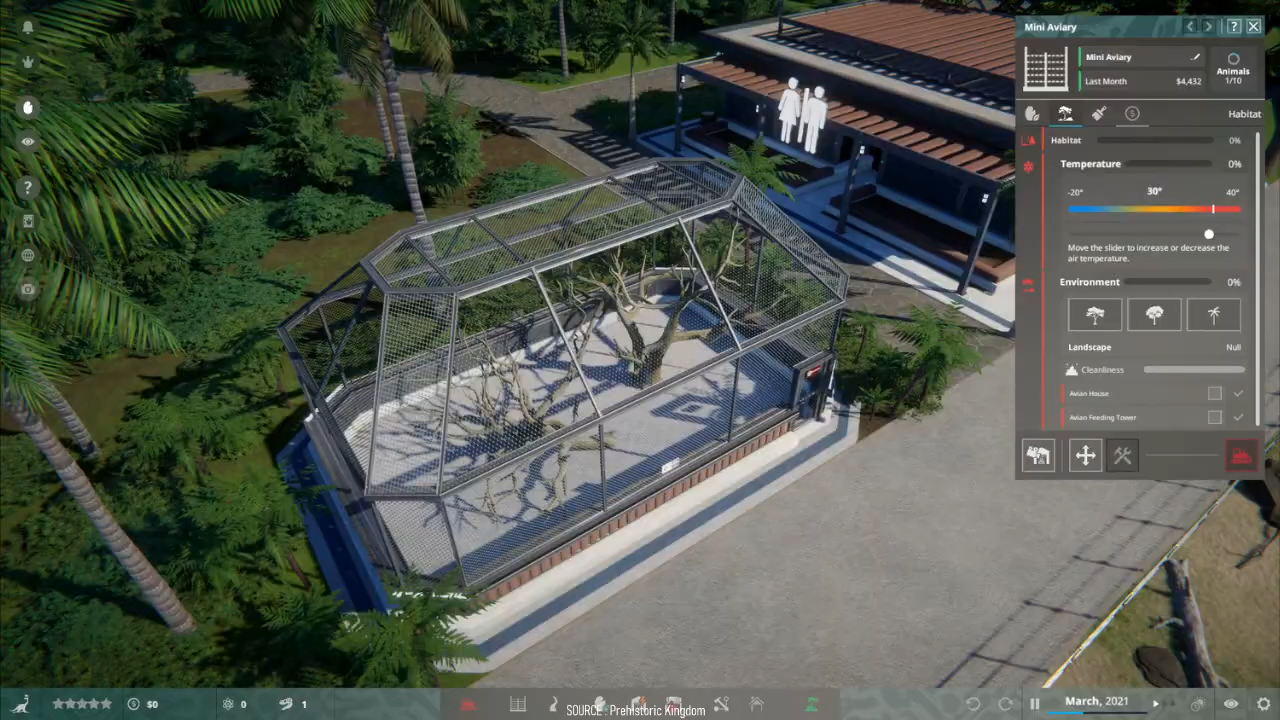 Mini Aviary
?
Mini Aviary
Last Month $4,432
Animals
1/10
Habitat
Habitat 0%
Temperature 0%
-20° 30° 40°
Move the slider to increase or decrease the
air temperature.
Environment 0%
Landscape Null
Cleanliness
Avian House
Avian Feeding Tower
?
$0 0 1
SOURCE : Prehistoric Kingdom
March, 2021